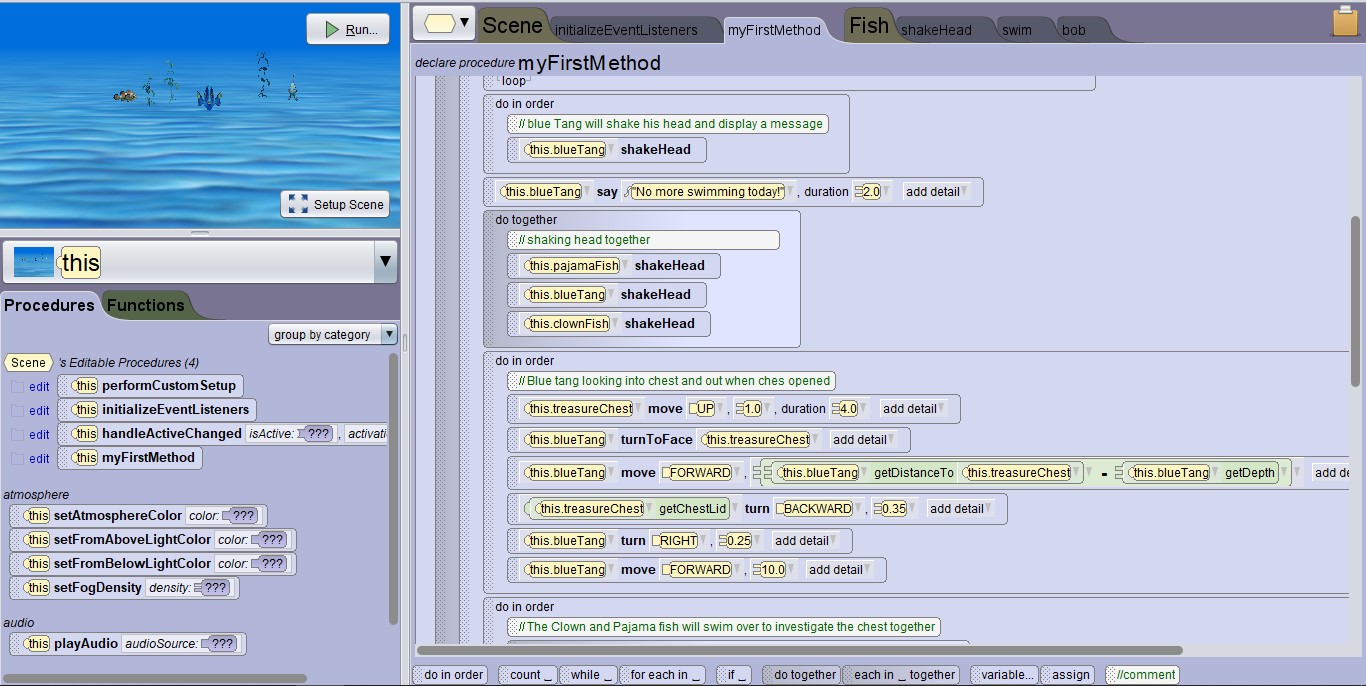 Run...
Setup Scene
this
Procedures Functions
group by category
Scene 's Editable Procedures (4)
edit this performCustomSetup
edit this initializeEventListeners
edit this handleActiveChanged isActive: ??? , activati
edit this myFirstMethod
atmosphere
this setAtmosphereColor color: ???
this setFromAboveLightColor color: ???
this setFromBelowLightColor color: ???
this setFogDensity density: ???
audio
this playAudio audioSource: ???
Scene initializeEventListeners myFirstMethod Fish shakeHead swim bob
declare procedure myFirstMethod
loop
do in order
// blue Tang will shake his head and display a message
this.blueTang shakeHead
this.blueTang say "No more swimming today!" , duration 2.0 add detail
do together
// shaking head together
this.pajamaFish shakeHead
this.blueTang shakeHead
this.clownFish shakeHead
do in order
// Blue tang looking into chest and out when ches opened
this.treasureChest move UP , 1.0 , duration 4.0 add detail
this.blueTang turnToFace this.treasureChest add detail
this.blueTang move FORWARD , this.blueTang getDistanceTo this.treasureChest - this.blueTang getDepth add de
this.treasureChest getChestLid turn BACKWARD , 0.35 add detail
this.blueTang turn RIGHT , 0.25 add detail
this.blueTang move FORWARD , 10.0 add detail
do in order
// The Clown and Pajama fish will swim over to investigate the chest together
do in order count _ while _ for each in _ if _ do together each in _ together variable... assign //comment